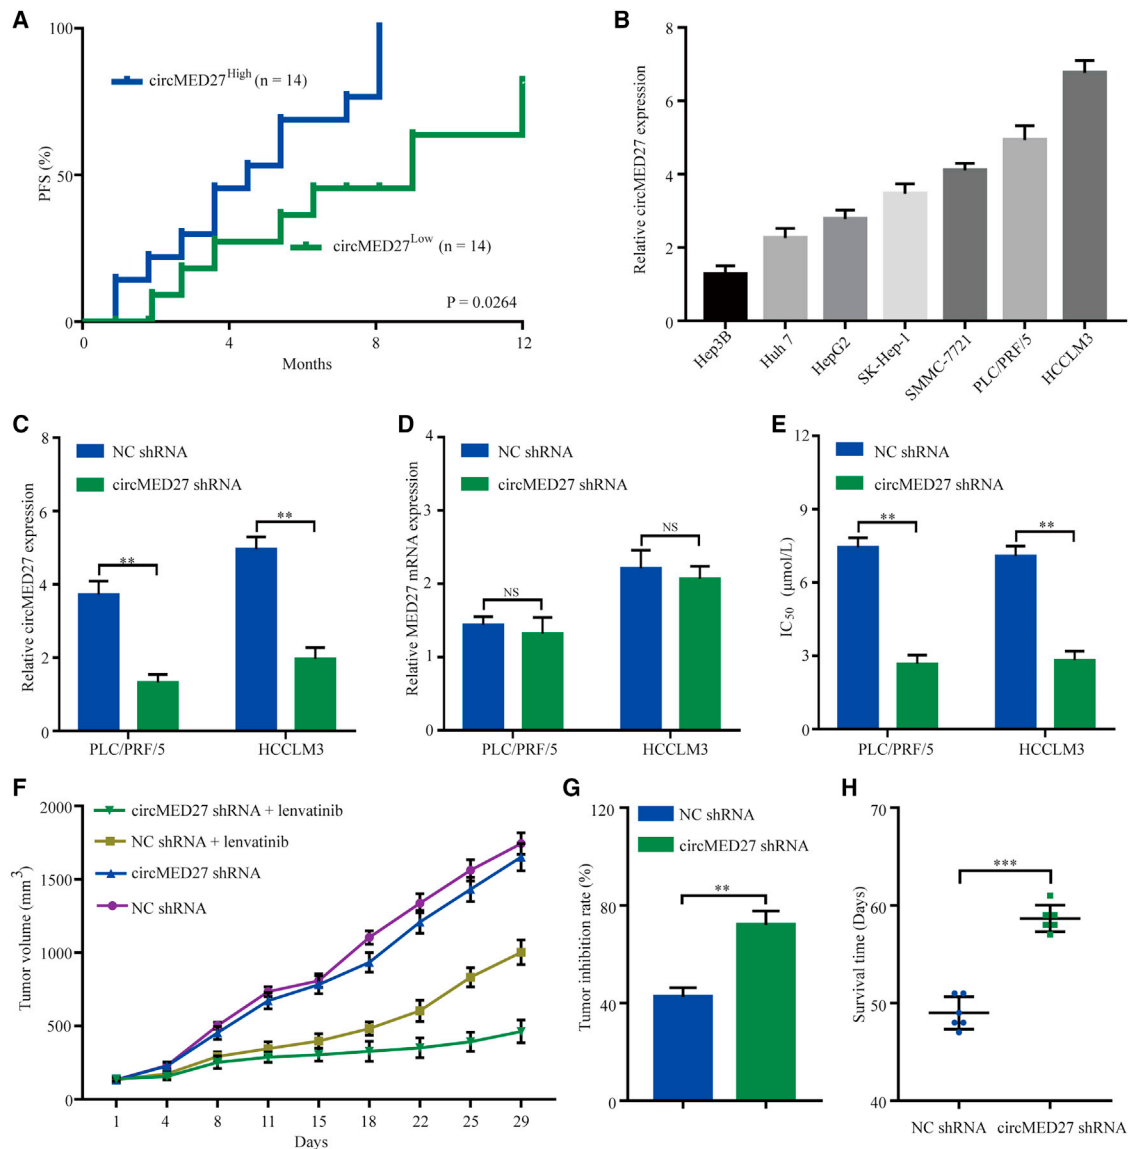 A
100
50
0
PFS (%)
circMED27High (n = 14)
circMED27Low (n = 14)
P = 0.0264
0 4 8 12
Months
B
8
6
4
2
0
Relative circMED27 expression
Hep3B
Huh 7
HepG2
SK-Hep-1
SMMC-7721
PLC/PRF/5
HCCLM3
C
8
6
4
2
0
Relative circMED27 expression
NC shRNA
circMED27 shRNA
**
**
PLC/PRF/5 HCCLM3
D
4
3
2
1
0
Relative MED27 mRNA expression
NC shRNA
circMED27 shRNA
NS
NS
PLC/PRF/5 HCCLM3
E
12
9
6
3
0
IC50 (μmol/L)
NC shRNA
circMED27 shRNA
**
**
PLC/PRF/5 HCCLM3
F
2000
1500
1000
500
0
Tumor volume (mm3)
circMED27 shRNA + lenvatinib
NC shRNA + lenvatinib
circMED27 shRNA
NC shRNA
1 4 8 11 15 18 22 25 29
Days
G
120
80
40
0
Tumor inhibition rate (%)
NC shRNA
circMED27 shRNA
**
H
70
60
50
40
Survival time (Days)
***
NC shRNA circMED27 shRNA